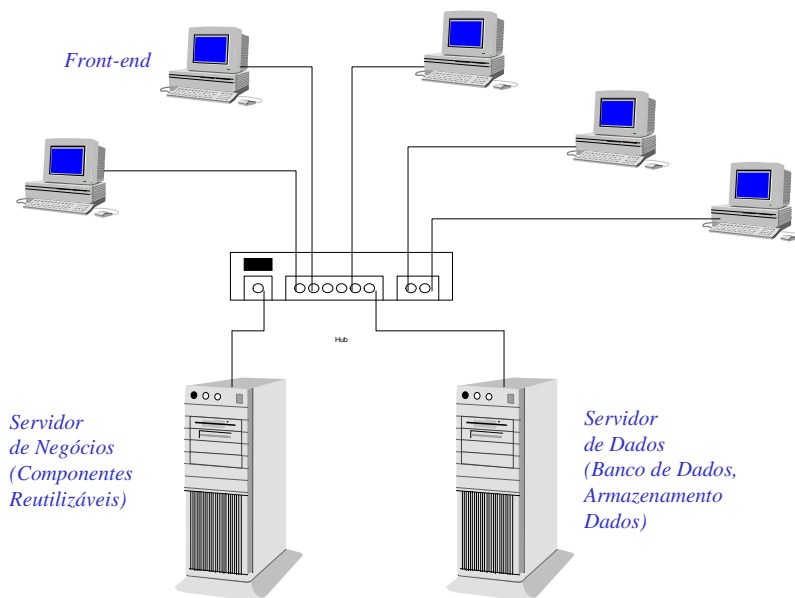 Front-end
Hub
Servidor
de Negócios
(Componentes
Reutilizáveis)
Servidor
de Dados
(Banco de Dados,
Armazenamento
Dados)